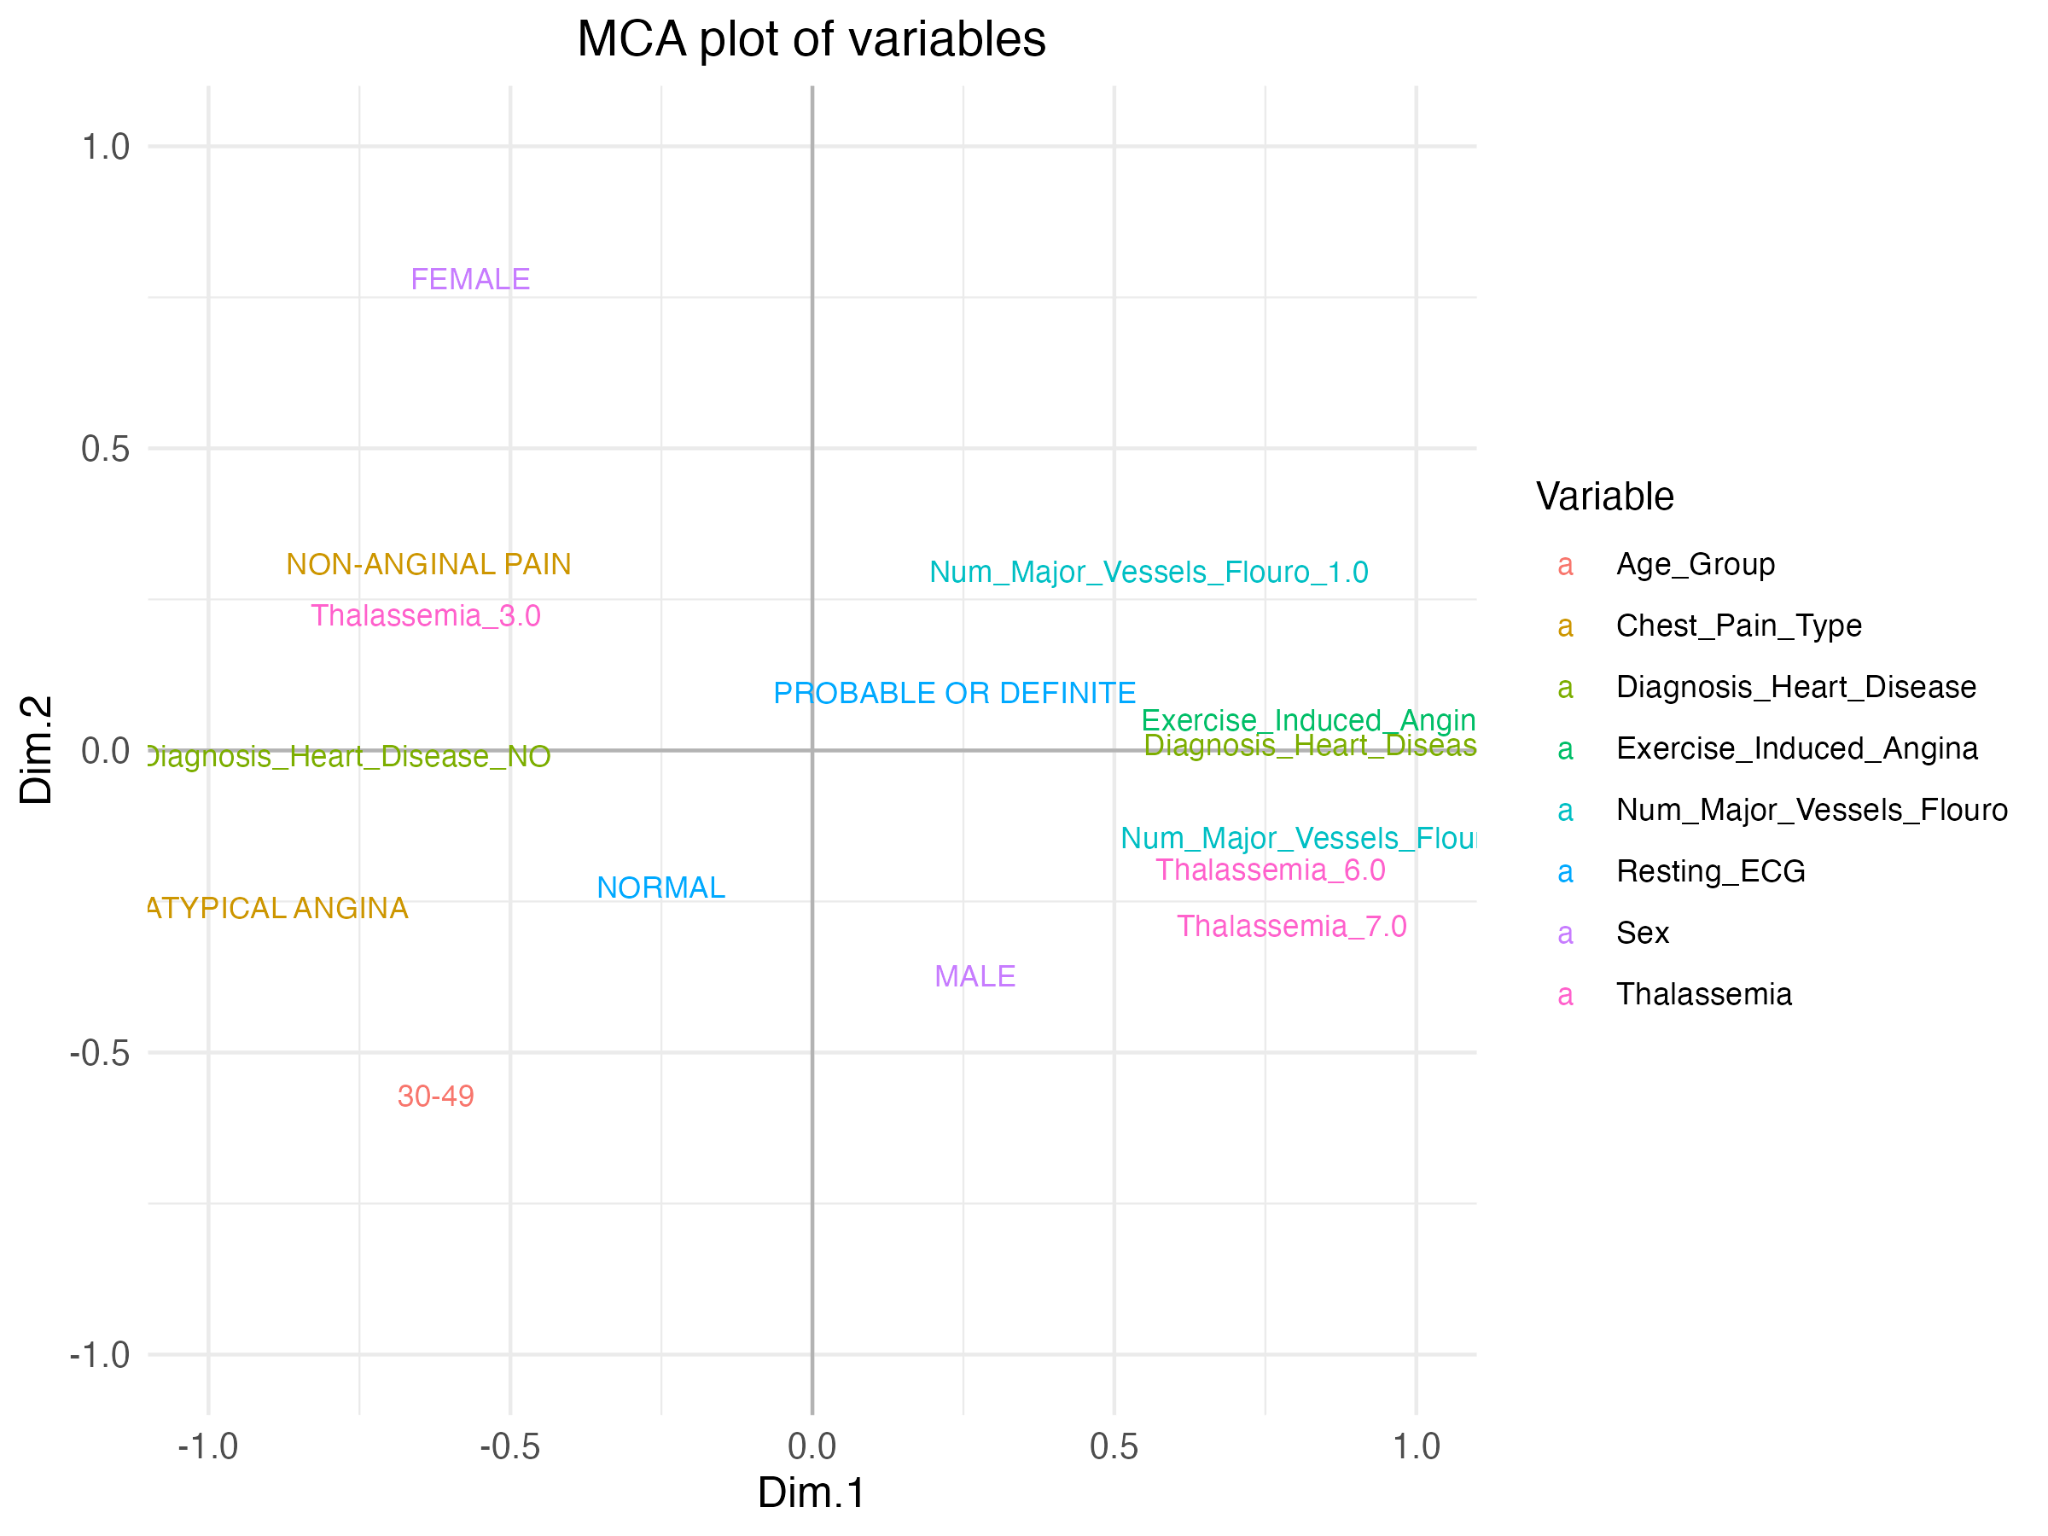 MCA plot of variables
1.0
FEMALE
0.5
NON-ANGINAL PAIN
Num_Major_Vessels_Flouro_1.0
Thalassemia_3.0
PROBABLE OR DEFINITE
Exercise_Induced_Angin
Diagnosis_Heart_Diseas
0.0
Diagnosis_Heart_Disease_NO
Num_Major_Vessels_Flour
Thalassemia_6.0
NORMAL
ATYPICAL ANGINA
Thalassemia_7.0
MALE
-0.5
30-49
-1.0
-1.0 -0.5 0.0 0.5 1.0
Dim.1
Dim.2
Variable
a Age_Group
a Chest_Pain_Type
a Diagnosis_Heart_Disease
a Exercise_Induced_Angina
a Num_Major_Vessels_Flouro
a Resting_ECG
a Sex
a Thalassemia